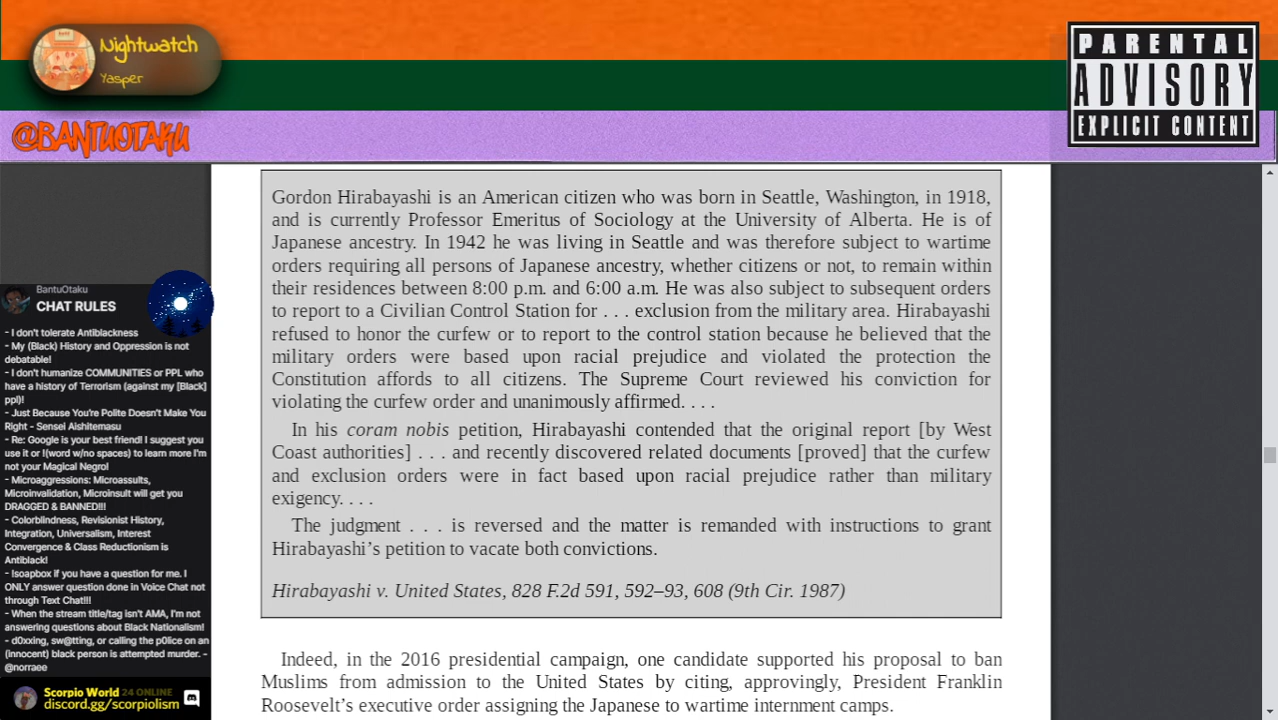 Nightwatch
Yasper
PARENTAL
ADVISORY
EXPLICIT CONTENT
@BANTUOTAKU
Gordon Hirabayashi is an American citizen who was born in Seattle, Washington, in 1918,
and is currently Professor Emeritus of Sociology at the University of Alberta. He is of
Japanese ancestry. In 1942 he was living in Seattle and was therefore subject to wartime
orders requiring all persons of Japanese ancestry, whether citizens or not, to remain within
their residences between 8:00 p.m. and 6:00 a.m. He was also subject to subsequent orders
to report to a Civilian Control Station for . . . exclusion from the military area. Hirabayashi
refused to honor the curfew or to report to the control station because he believed that the
military orders were based upon racial prejudice and violated the protection the
Constitution affords to all citizens. The Supreme Court reviewed his conviction for
violating the curfew order and unanimously affirmed. . . .
In his coram nobis petition, Hirabayashi contended that the original report [by West
Coast authorities] . . . and recently discovered related documents [proved] that the curfew
and exclusion orders were in fact based upon racial prejudice rather than military
exigency. . . .
The judgment . . . is reversed and the matter is remanded with instructions to grant
Hirabayashi's petition to vacate both convictions.
Hirabayashi v. United States, 828 F.2d 591, 592–93, 608 (9th Cir. 1987)
Indeed, in the 2016 presidential campaign, one candidate supported his proposal to ban
Muslims from admission to the United States by citing, approvingly, President Franklin
Roosevelt's executive order assigning the Japanese to wartime internment camps.
BantuOtaku
CHAT RULES
- I don't tolerate Antiblackness
- My (Black) History and Oppression is not
debatable!
- I don't humanize COMMUNITIES or PPL who
have a history of Terrorism (against my [Black]
ppl)!
- Just Because You're Polite Doesn't Make You
Right - Sensei Aishitemasu
- Re: Google is your best friend! I suggest you
use it or !(word w/no spaces) to learn more I'm
not your Magical Negro!
- Microaggressions: Microassults,
Microinvalidation, Microinsult will get you
DRAGGED & BANNED!!!
- Colorblindness, Revisionist History,
Integration, Universalism, Interest
Convergence & Class Reductionism is
Antiblack!
- !soapbox if you have a question for me. I
ONLY answer question done in Voice Chat not
through Text Chat!!!
- When the stream title/tag isn't AMA, I'm not
answering questions about Black Nationalism!
- d0xxing, sw@tting, or calling the p0lice on an
(innocent) black person is attempted murder. -
@norraee
Scorpio World 24 ONLINE
discord.gg/scorpiolism